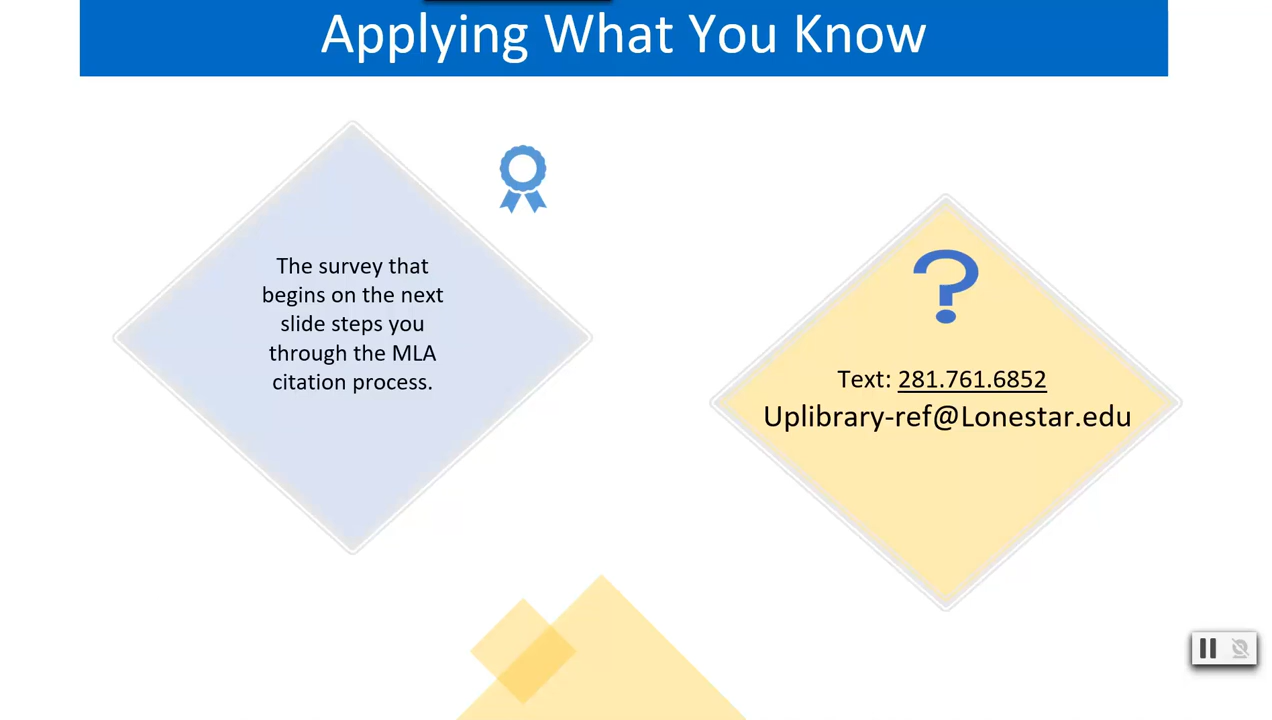 Applying What You Know
The survey that
begins on the next
slide steps you
through the MLA
citation process.
?
Text: 281.761.6852
Uplibrary-ref@Lonestar.edu